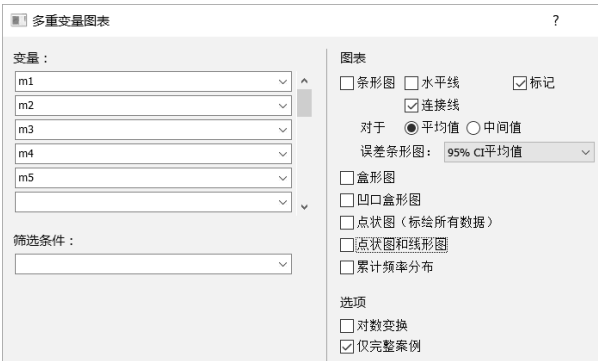 多重变量图表 ?
变量：
m1
m2
m3
m4
m5
筛选条件：
图表
条形图 水平线 标记
连接线
对于 平均值 中间值
误差条形图： 95% CI平均值
盒形图
凹口盒形图
点状图（标绘所有数据）
点状图和线形图
累计频率分布
选项
对数变换
仅完整案例